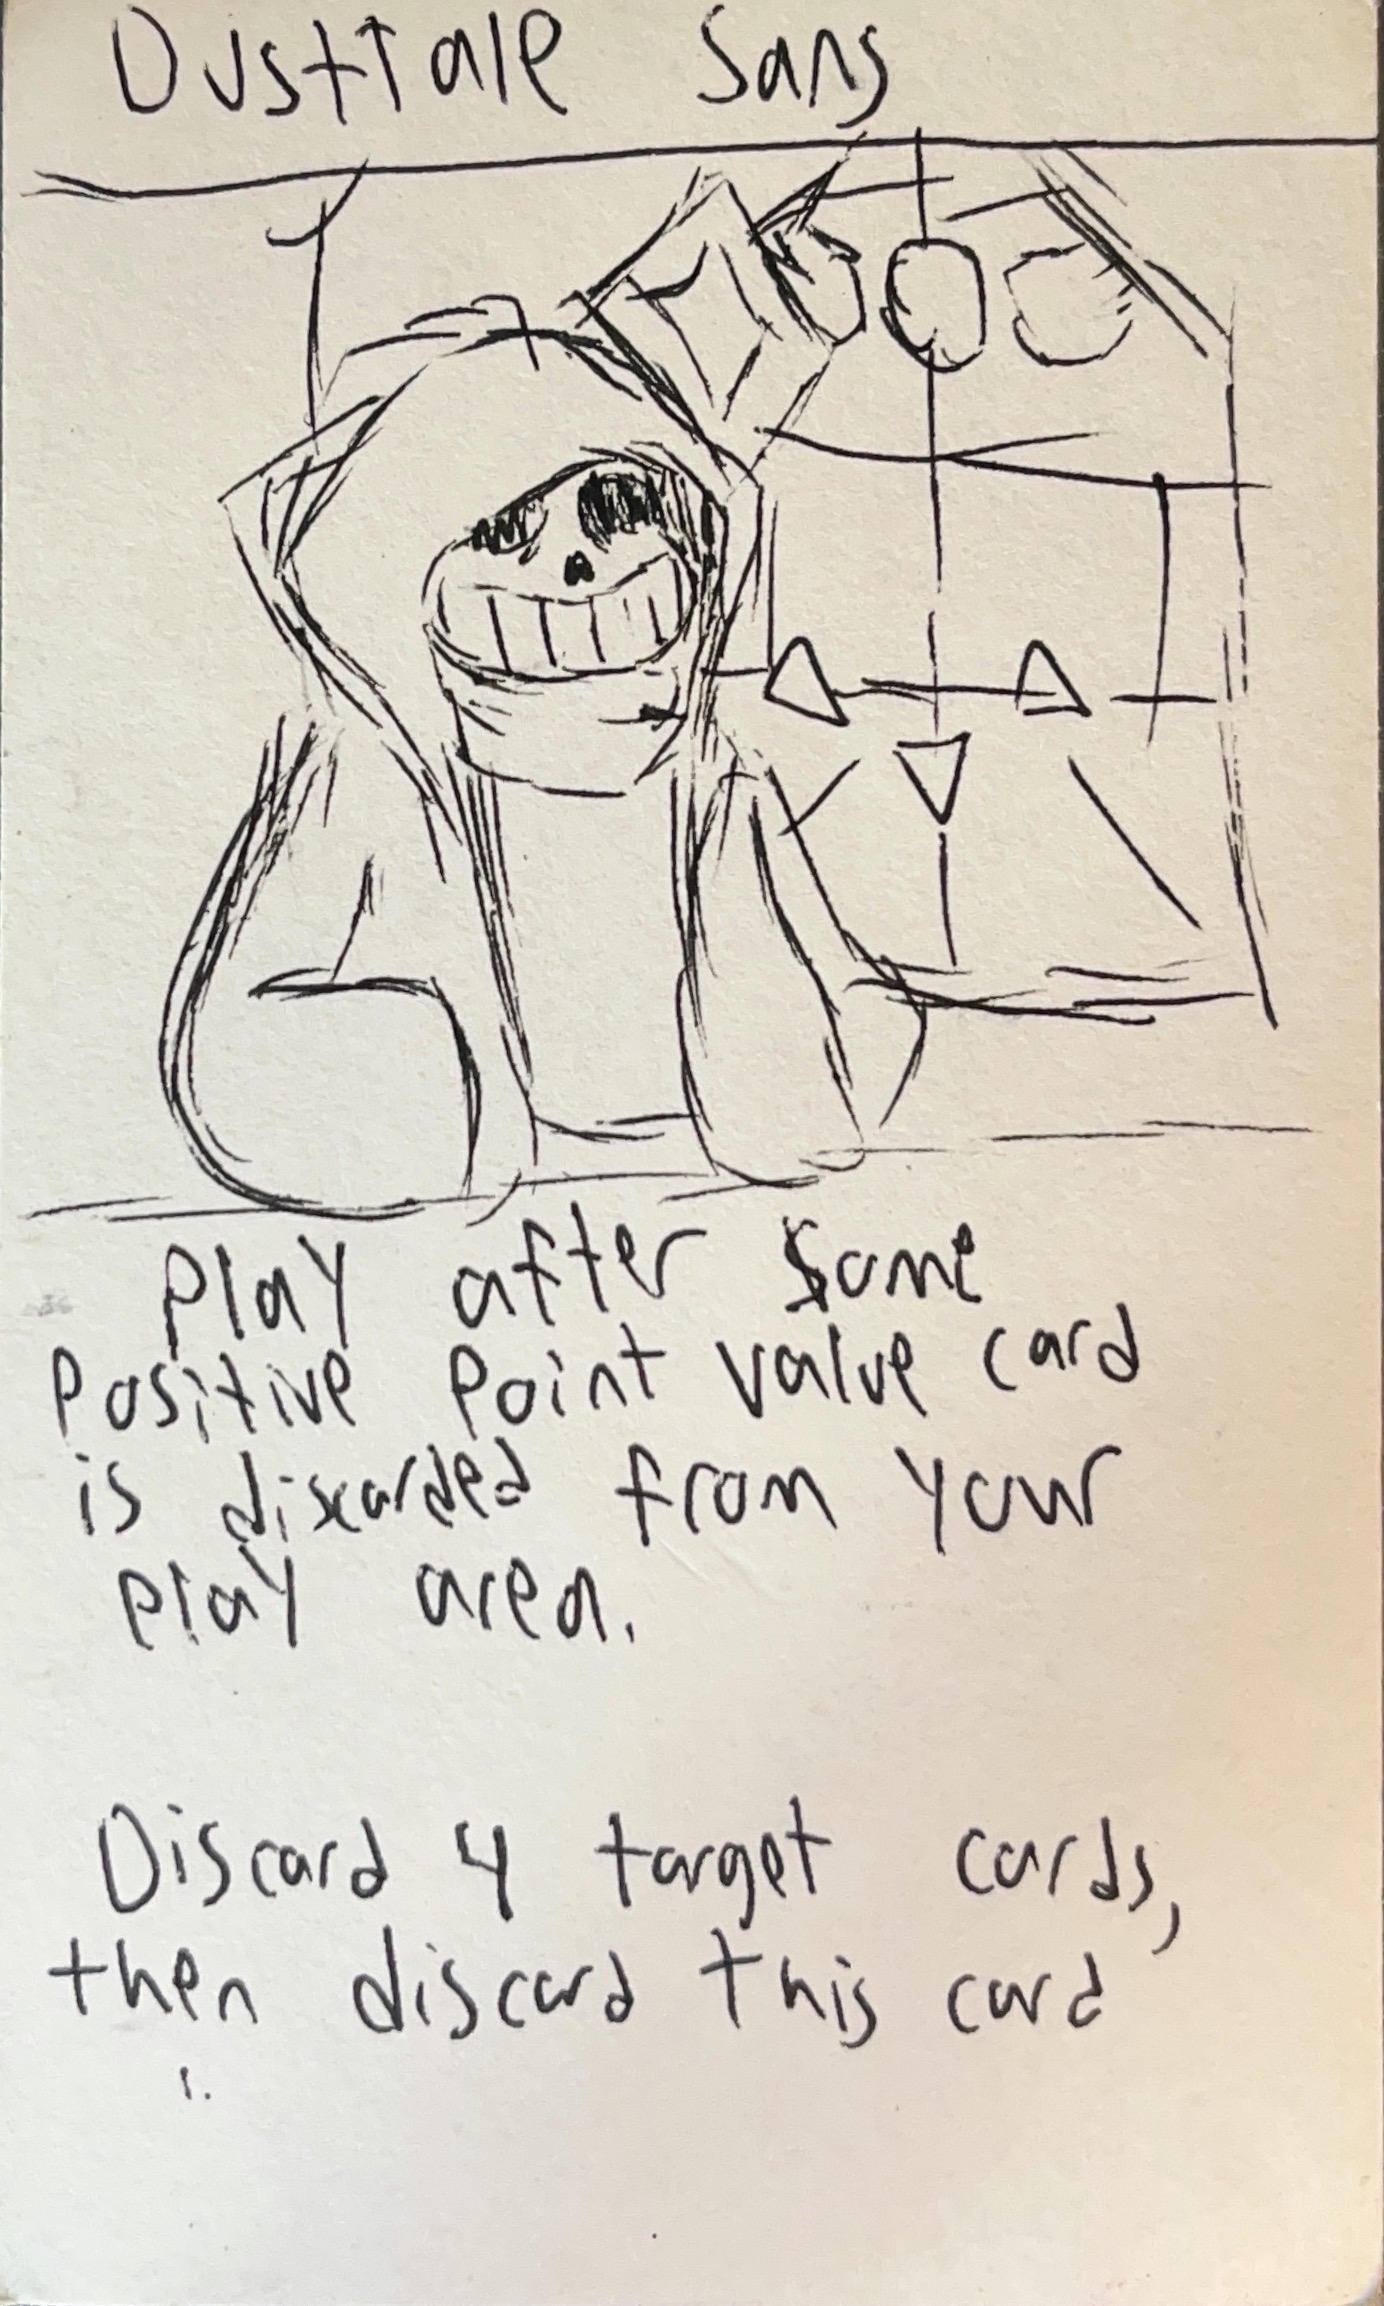 DustTale Sans
Play after some
Positive Point value card
is discarded from your
play area.
Discard 4 target cards,
then discard this card